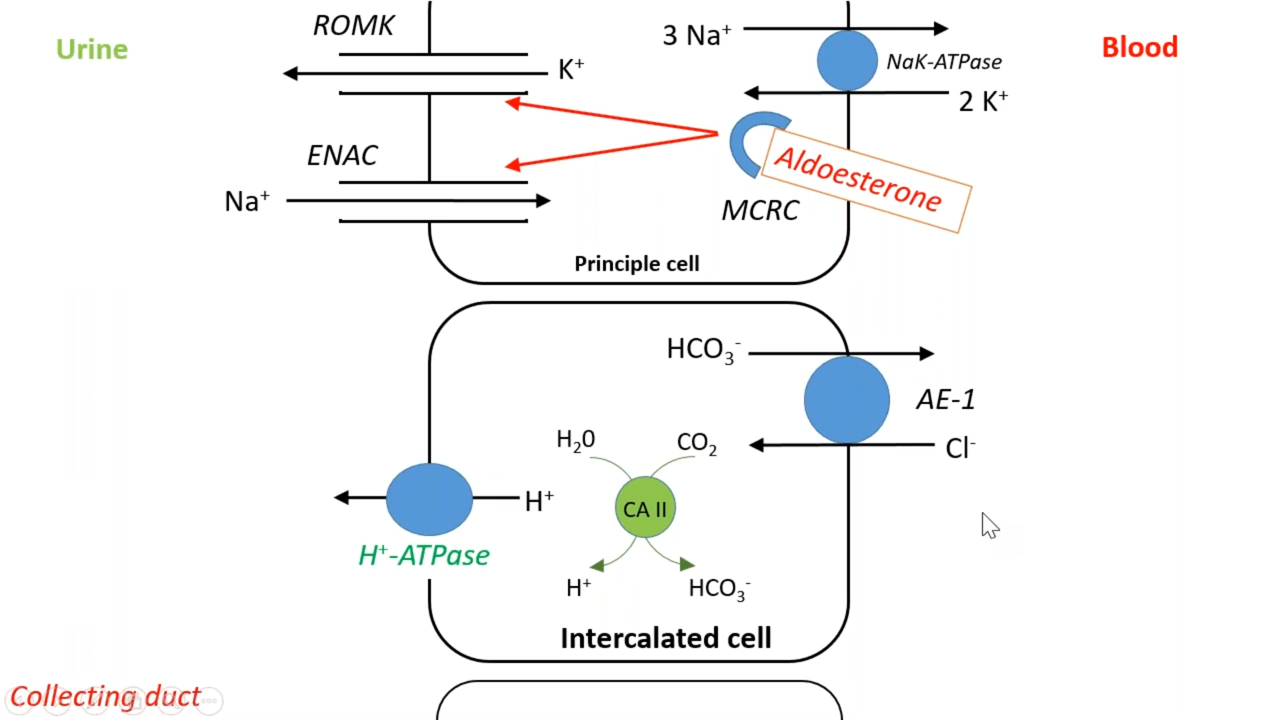 ROMK
Urine
3 Na⁺
Blood
NaK-ATPase
K⁺
2 K⁺
ENAC
Aldoesterone
Na⁺
MCRC
Principle cell
HCO₃⁻
AE-1
H₂0
CO₂
Cl⁻
H⁺
CA II
H⁺-ATPase
H⁺
HCO₃⁻
Intercalated cell
Collecting duct